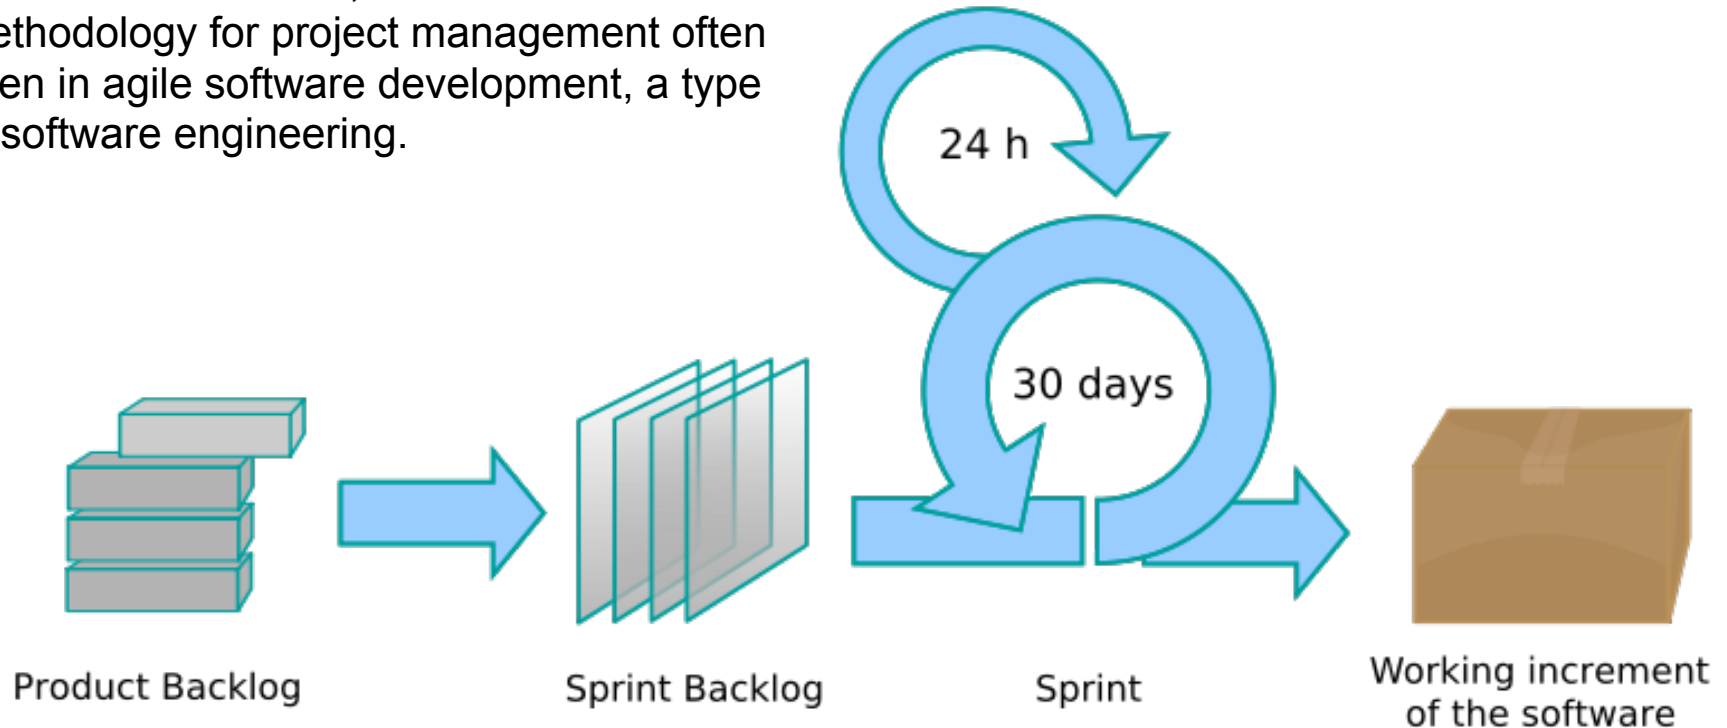 ethodology for project management often
en in agile software development, a type
software engineering.
24 h
30 days
Product Backlog
Sprint Backlog
Sprint
Working increment
of the software